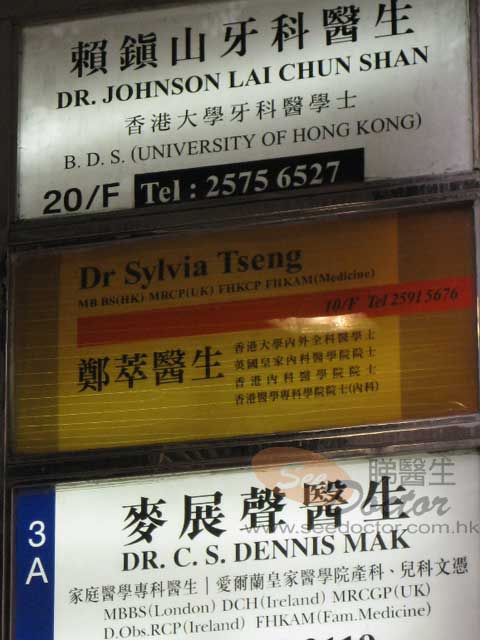 賴鎮山牙科醫生
DR. JOHNSON LAI CHUN SHAN
香港大學牙科醫學士
B. D. S. (UNIVERSITY OF HONG KONG)
20/F Tel : 2575 6527
Dr Sylvia Tseng
MB BS(HK) MRCP(UK) FHKCP FHKAM(Medicine)
10/F Tel 2591 5676
鄭萃醫生
香港大學內外全科醫學士
英國皇家內科醫學院院士
香港內科醫學院院士
香港醫學專科學院院士(內科)
SeeDoctor 睇醫生
www.seedoctor.com.hk
3A
麥展聲醫生
DR. C. S. DENNIS MAK
家庭醫學專科醫生 | 愛爾蘭皇家醫學院產科、兒科文憑
MBBS(London) DCH(Ireland) MRCGP(UK)
D.Obs.RCP(Ireland) FHKAM(Fam.Medicine)